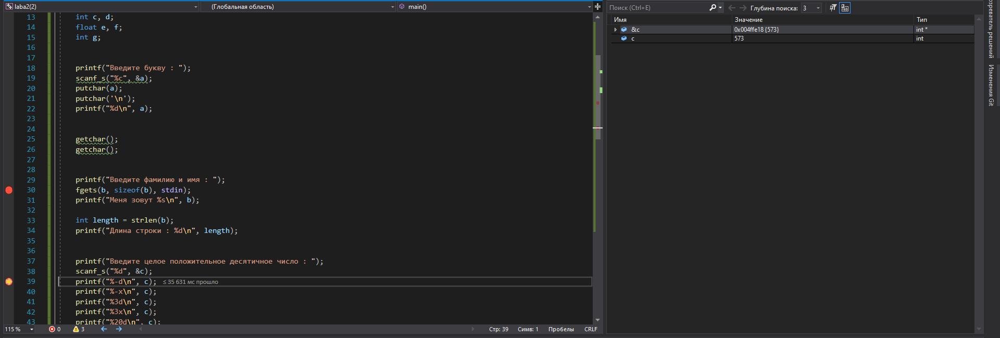 laba2(2) (Глобальная область) main()
13 int c, d;
14 float e, f;
15 int g;
16
17
18 printf("Введите букву : ");
19 scanf_s("%c", &a);
20 putchar(a);
21 putchar('\n');
22 printf("%d\n", a);
23
24
25 getchar();
26 getchar();
27
28
29 printf("Введите фамилию и имя : ");
30 fgets(b, sizeof(b), stdin);
31 printf("Меня зовут %s\n", b);
32
33 int length = strlen(b);
34 printf("Длина строки : %d\n", length);
35
36
37 printf("Введите целое положительное десятичное число : ");
38 scanf_s("%d", &c);
39 printf("%-d\n", c); ≤ 35 631 мс прошло
40 printf("%-x\n", c);
41 printf("%3d\n", c);
42 printf("%3x\n", c);
43 printf("%20d\n", c);
115 % 0 3 Стр: 39 Симв: 1 Пробелы CRLF
Поиск (Ctrl+E) Глубина поиска: 3
Имя Значение Тип
&c 0x004ffe18 {573} int *
c 573 int
решений
Изменения Git